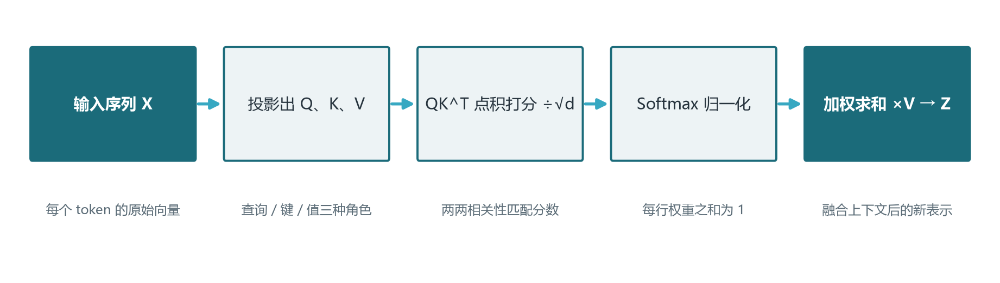 输入序列 X
投影出 Q、K、V
QK^T 点积打分 ÷√d
Softmax 归一化
加权求和 ×V → Z
每个 token 的原始向量
查询 / 键 / 值三种角色
两两相关性匹配分数
每行权重之和为 1
融合上下文后的新表示